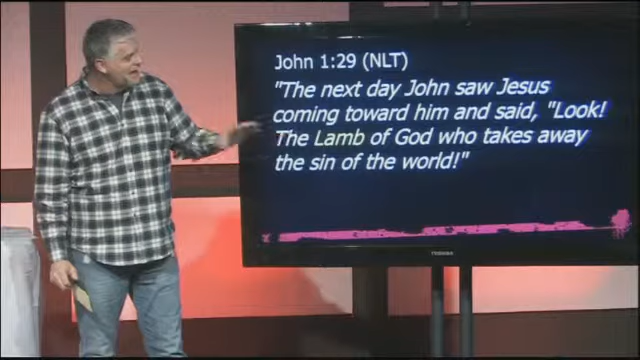 John 1:29 (NLT)
"The next day John saw Jesus
coming toward him and said, "Look!
The Lamb of God who takes away
the sin of the world!"
TOSHIBA